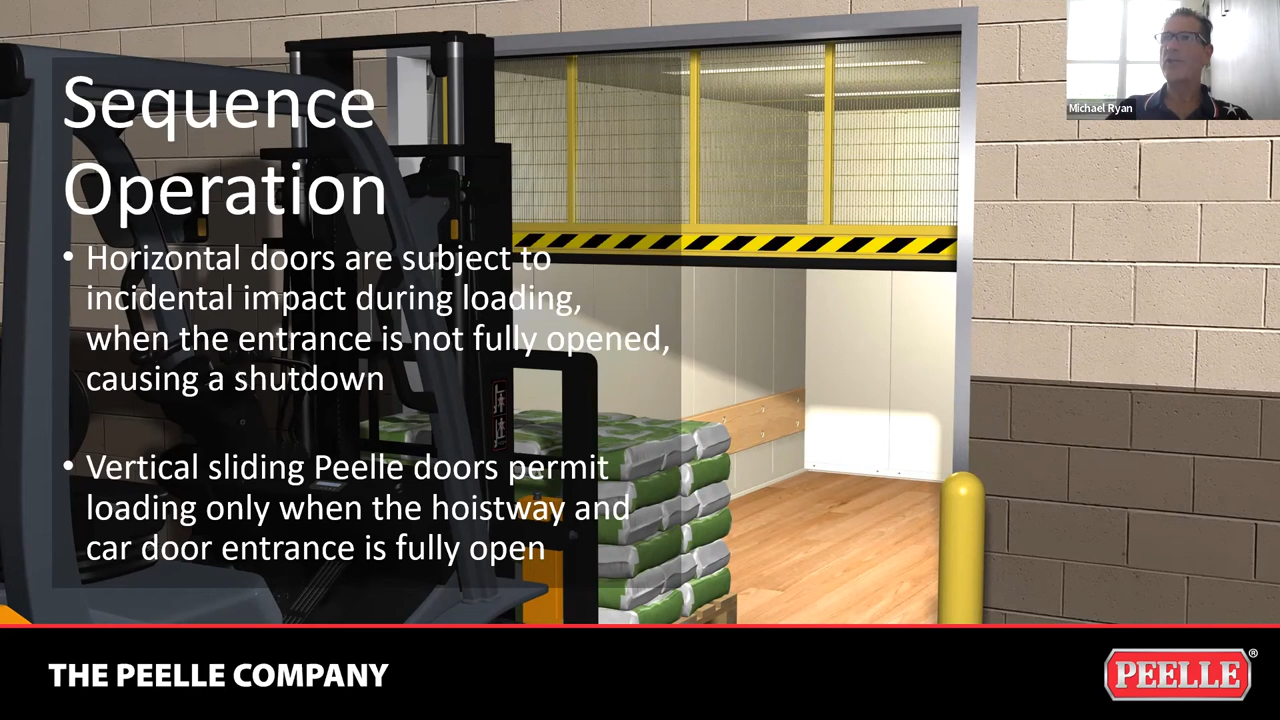 Sequence
Operation
• Horizontal doors are subject to
incidental impact during loading,
when the entrance is not fully opened,
causing a shutdown
• Vertical sliding Peelle doors permit
loading only when the hoistway and
car door entrance is fully open
Michael Ryan
THE PEELLE COMPANY
PEELLE®